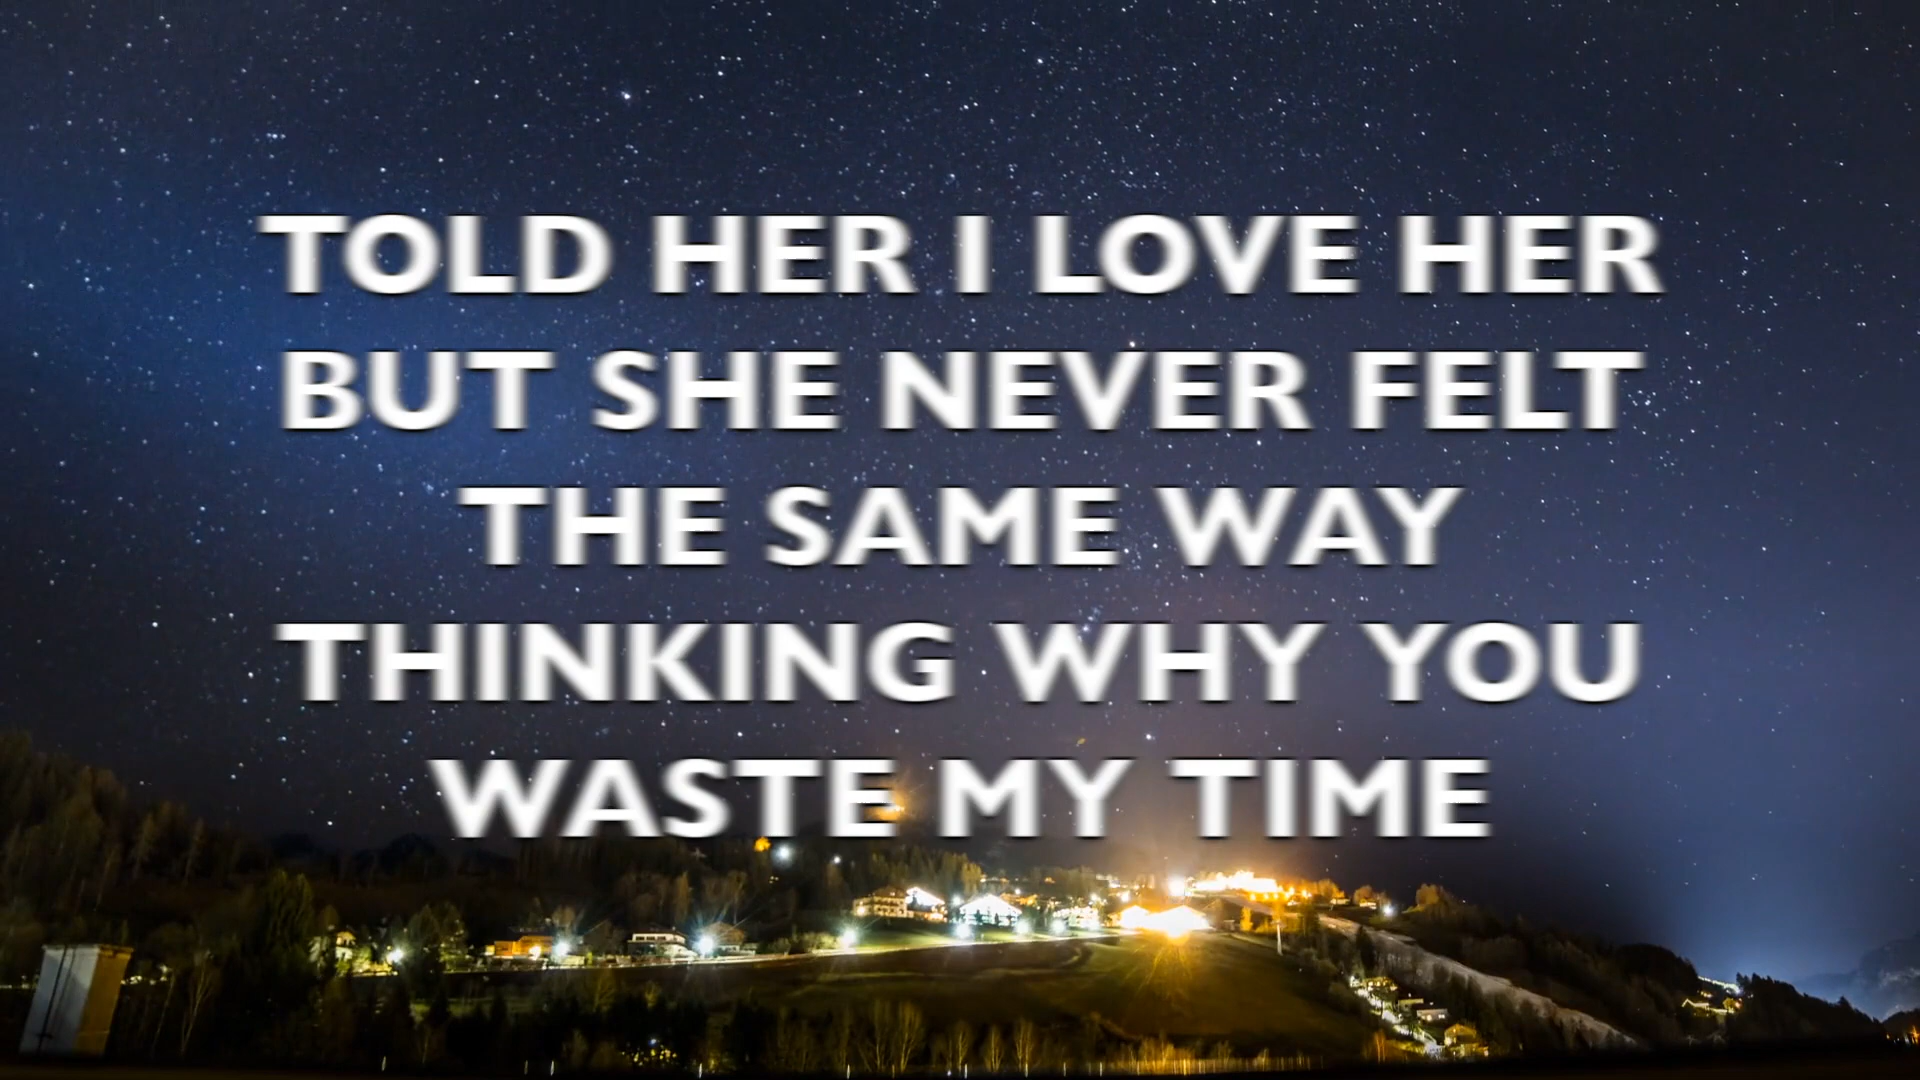 TOLD HER I LOVE HER
BUT SHE NEVER FELT
THE SAME WAY
THINKING WHY YOU
WASTE MY TIME